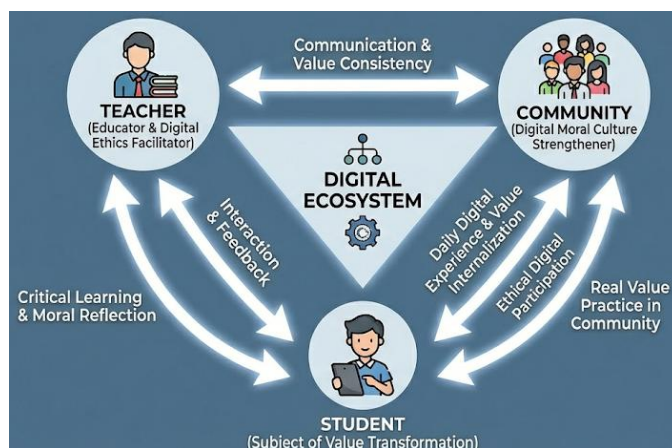 Communication &
Value Consistency
TEACHER
(Educator & Digital
Ethics Facilitator)
COMMUNITY
(Digital Moral Culture
Strengthener)
DIGITAL
ECOSYSTEM
Interaction
& Feedback
Daily Digital
Experience & Value
Internalization
Ethical Digital
Participation
Critical Learning
& Moral Reflection
Real Value
Practice in
Community
STUDENT
(Subject of Value Transformation)